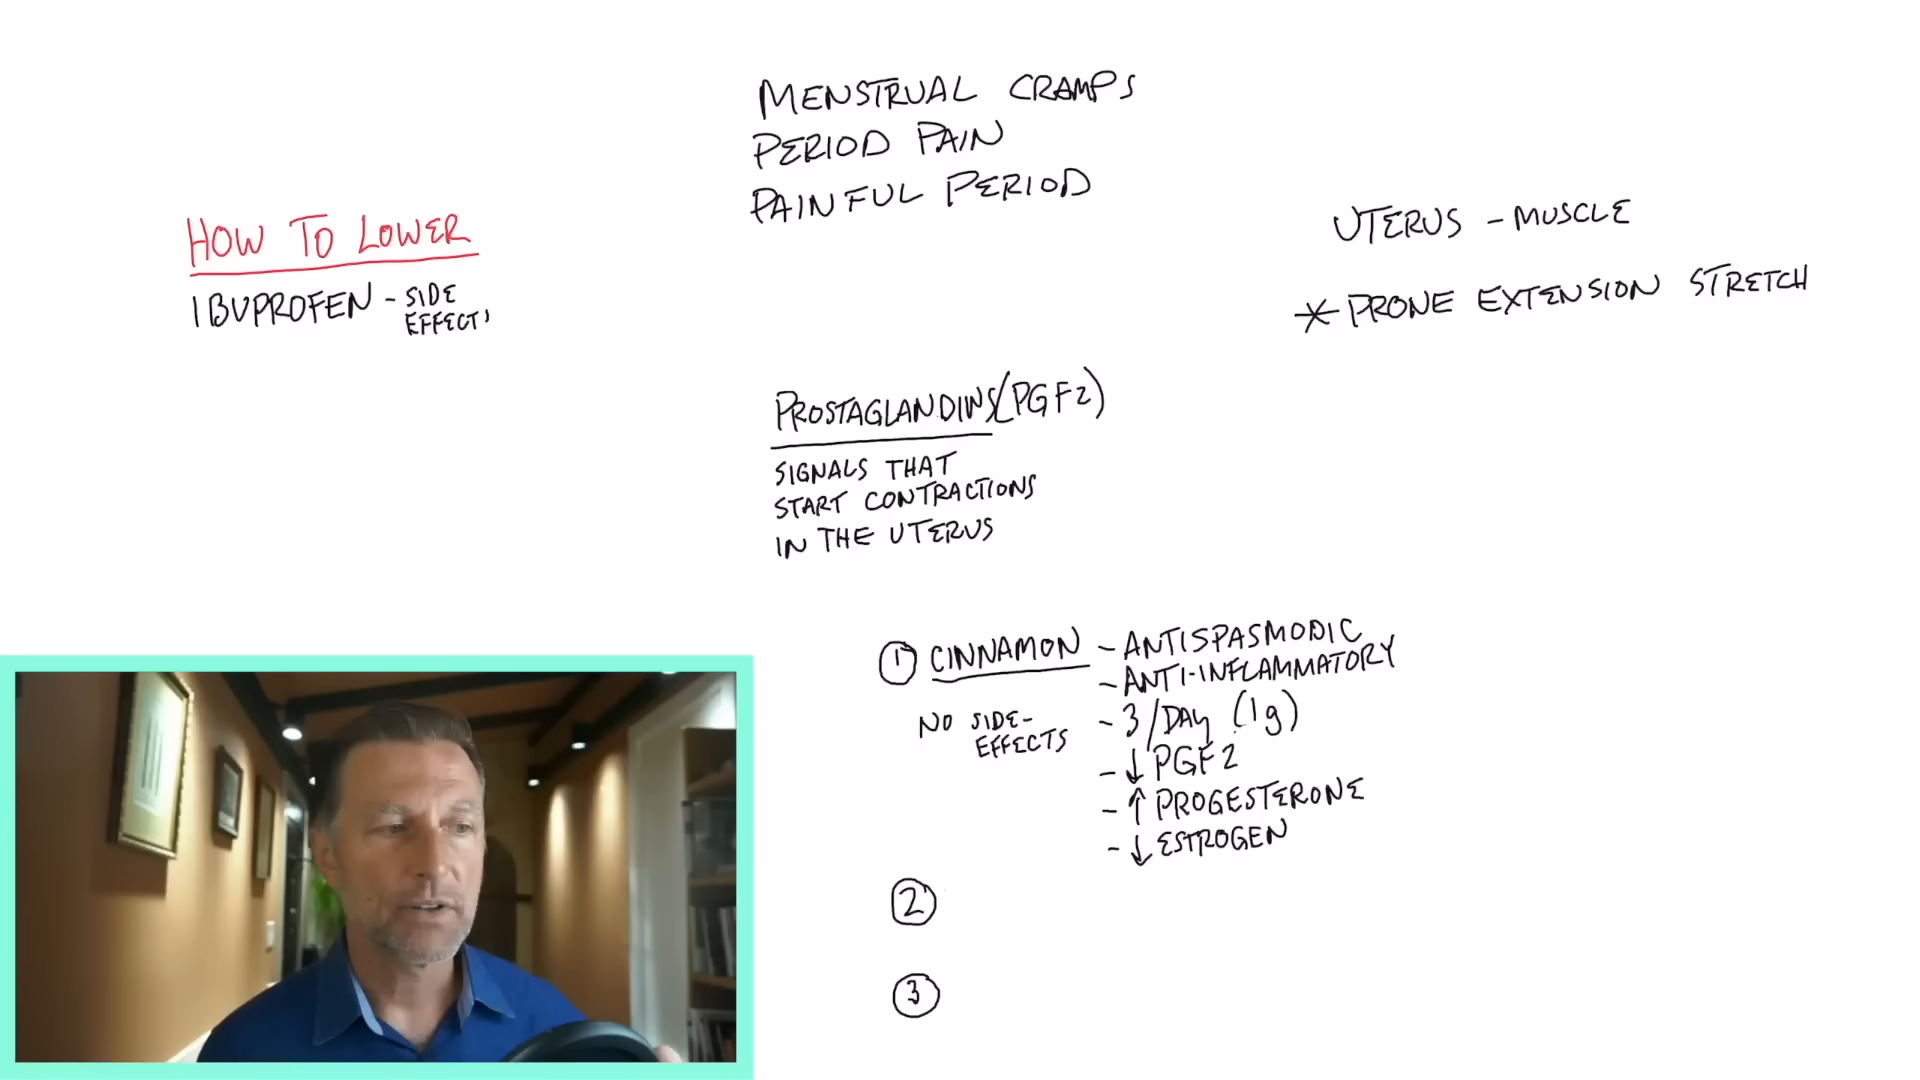 MENSTRUAL CRAMPS
PERIOD PAIN
PAINFUL PERIOD
HOW TO LOWER
IBUPROFEN - SIDE
EFFECTS
UTERUS - MUSCLE
* PRONE EXTENSION STRETCH
PROSTAGLANDINS (PGF2)
SIGNALS THAT
START CONTRACTIONS
IN THE UTERUS
① CINNAMON - ANTISPASMODIC
- ANTI-INFLAMMATORY
NO SIDE-
EFFECTS
- 3/DAY (1g)
- ↓ PGF2
- ↑ PROGESTERONE
- ↓ ESTROGEN
②
③